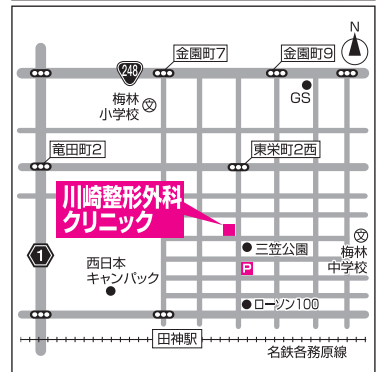 N
金園町7
金園町9
248
梅林
小学校
文
GS
竜田町2
東栄町2西
川崎整形外科
クリニック
1
三笠公園
文
梅林
中学校
P
西日本
キャンパック
ローソン100
田神駅
名鉄各務原線